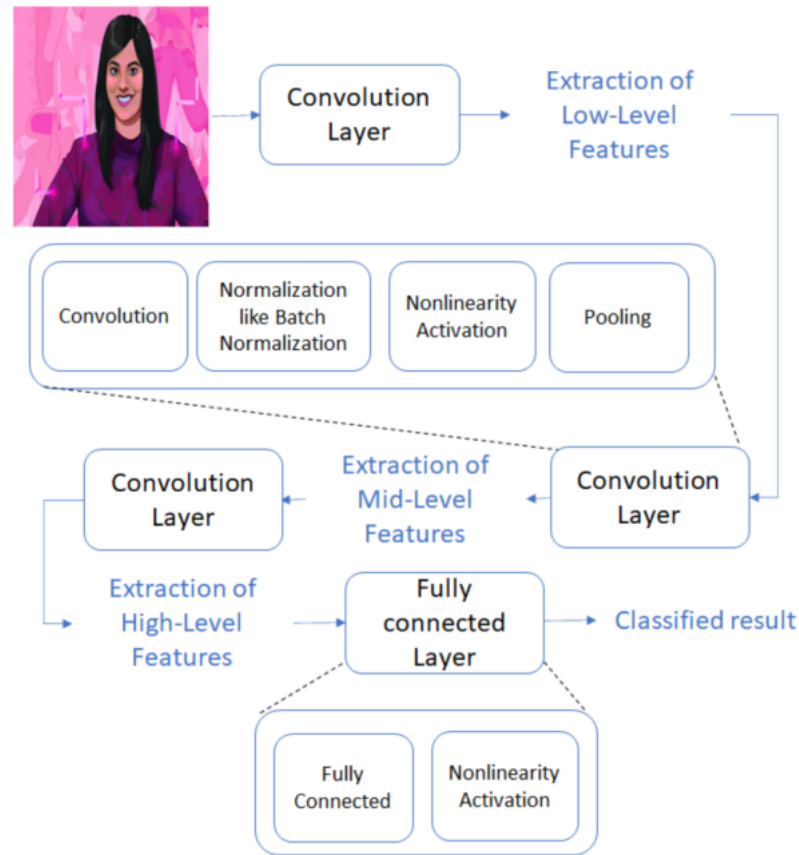 Convolution
Layer
Extraction of
Low-Level
Features
Convolution
Normalization
like Batch
Normalization
Nonlinearity
Activation
Pooling
Convolution
Layer
Extraction of
Mid-Level
Features
Convolution
Layer
Extraction of
High-Level
Features
Fully
connected
Layer
Classified result
Fully
Connected
Nonlinearity
Activation